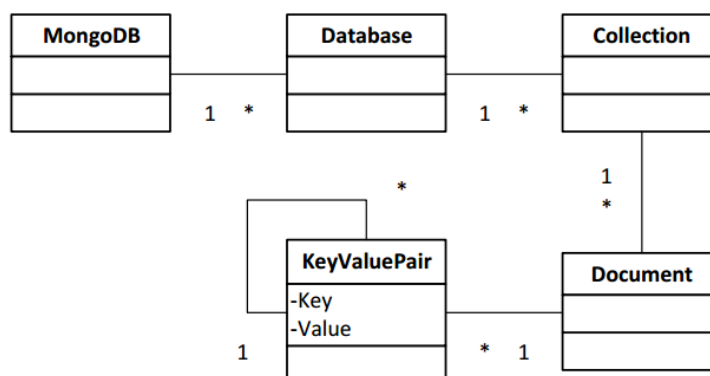 MongoDB
Database
Collection
1 *
1 *
1
*
*
KeyValuePair
-Key
-Value
Document
1
* 1